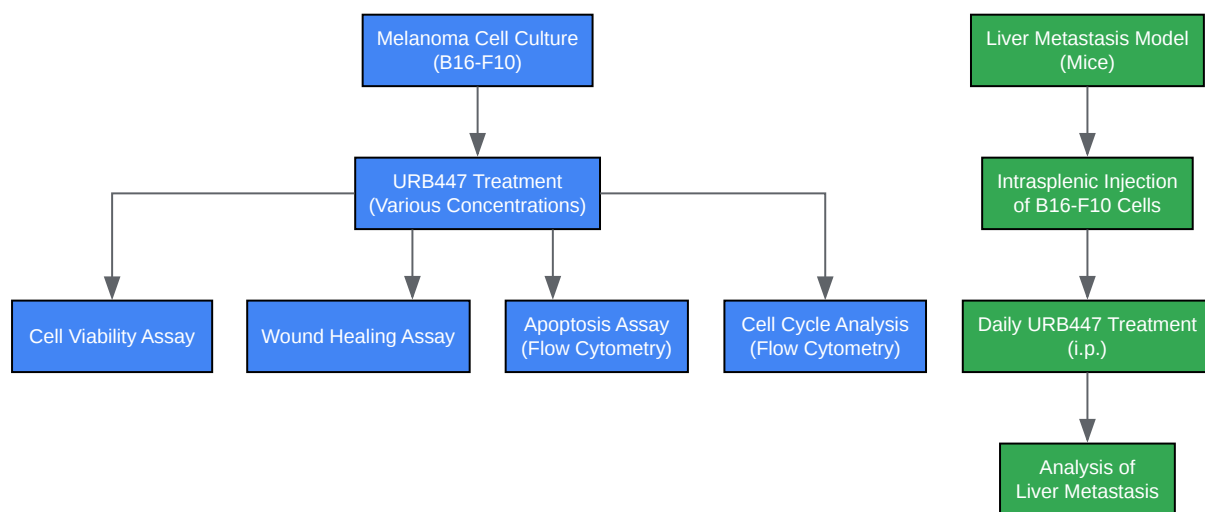 Melanoma Cell Culture
(B16-F10)
URB447 Treatment
(Various Concentrations)
Cell Viability Assay
Wound Healing Assay
Apoptosis Assay
(Flow Cytometry)
Cell Cycle Analysis
(Flow Cytometry)
Liver Metastasis Model
(Mice)
Intrasplenic Injection
of B16-F10 Cells
Daily URB447 Treatment
(i.p.)
Analysis of
Liver Metastasis